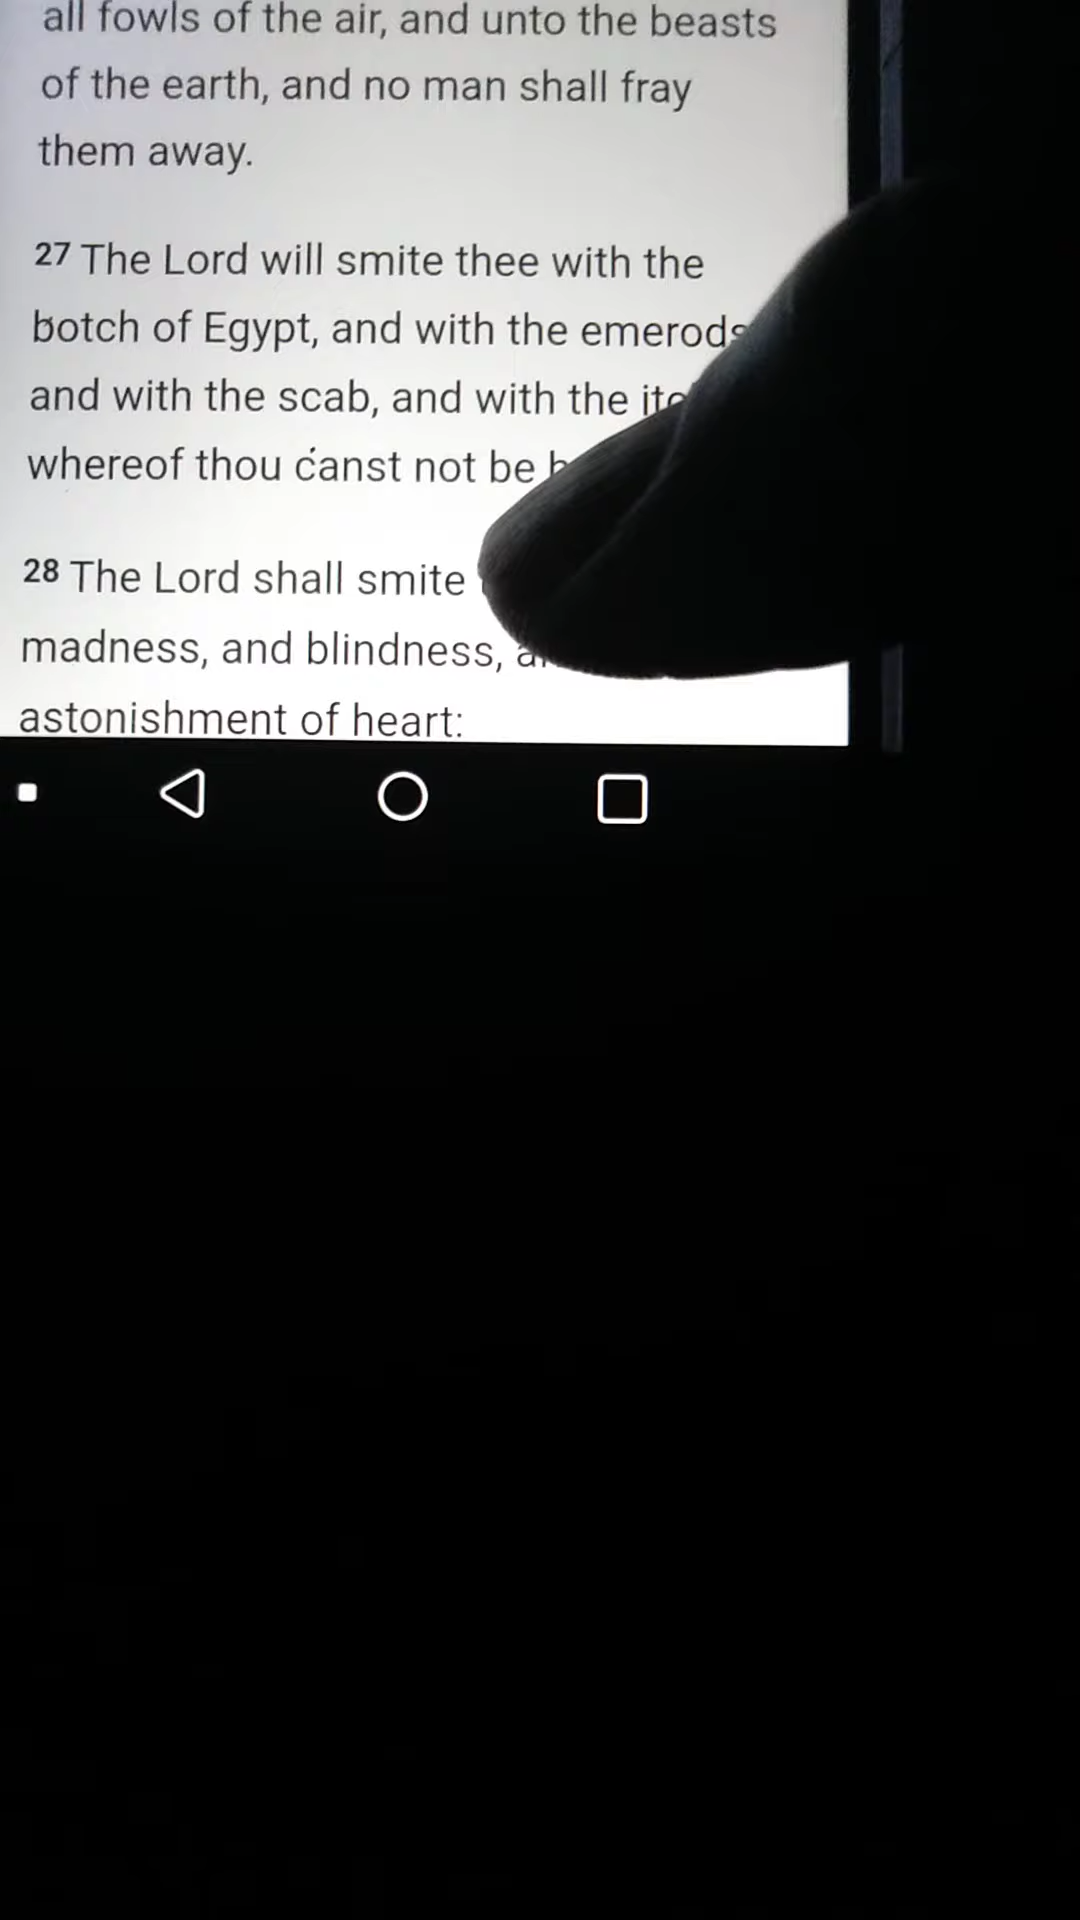 all fowls of the air, and unto the beasts
of the earth, and no man shall fray
them away.
27 The Lord will smite thee with the
botch of Egypt, and with the emerods
and with the scab, and with the
whereof thou canst not be
28 The Lord shall smite
madness, and blindness,
astonishment of heart: